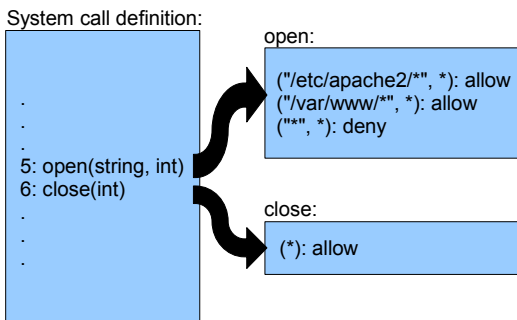 System call definition:
.
.
.
5: open(string, int)
6: close(int)
.
.
.
open:
("/etc/apache2/*", *): allow
("/var/www/*", *): allow
("*", *): deny
close:
(*): allow